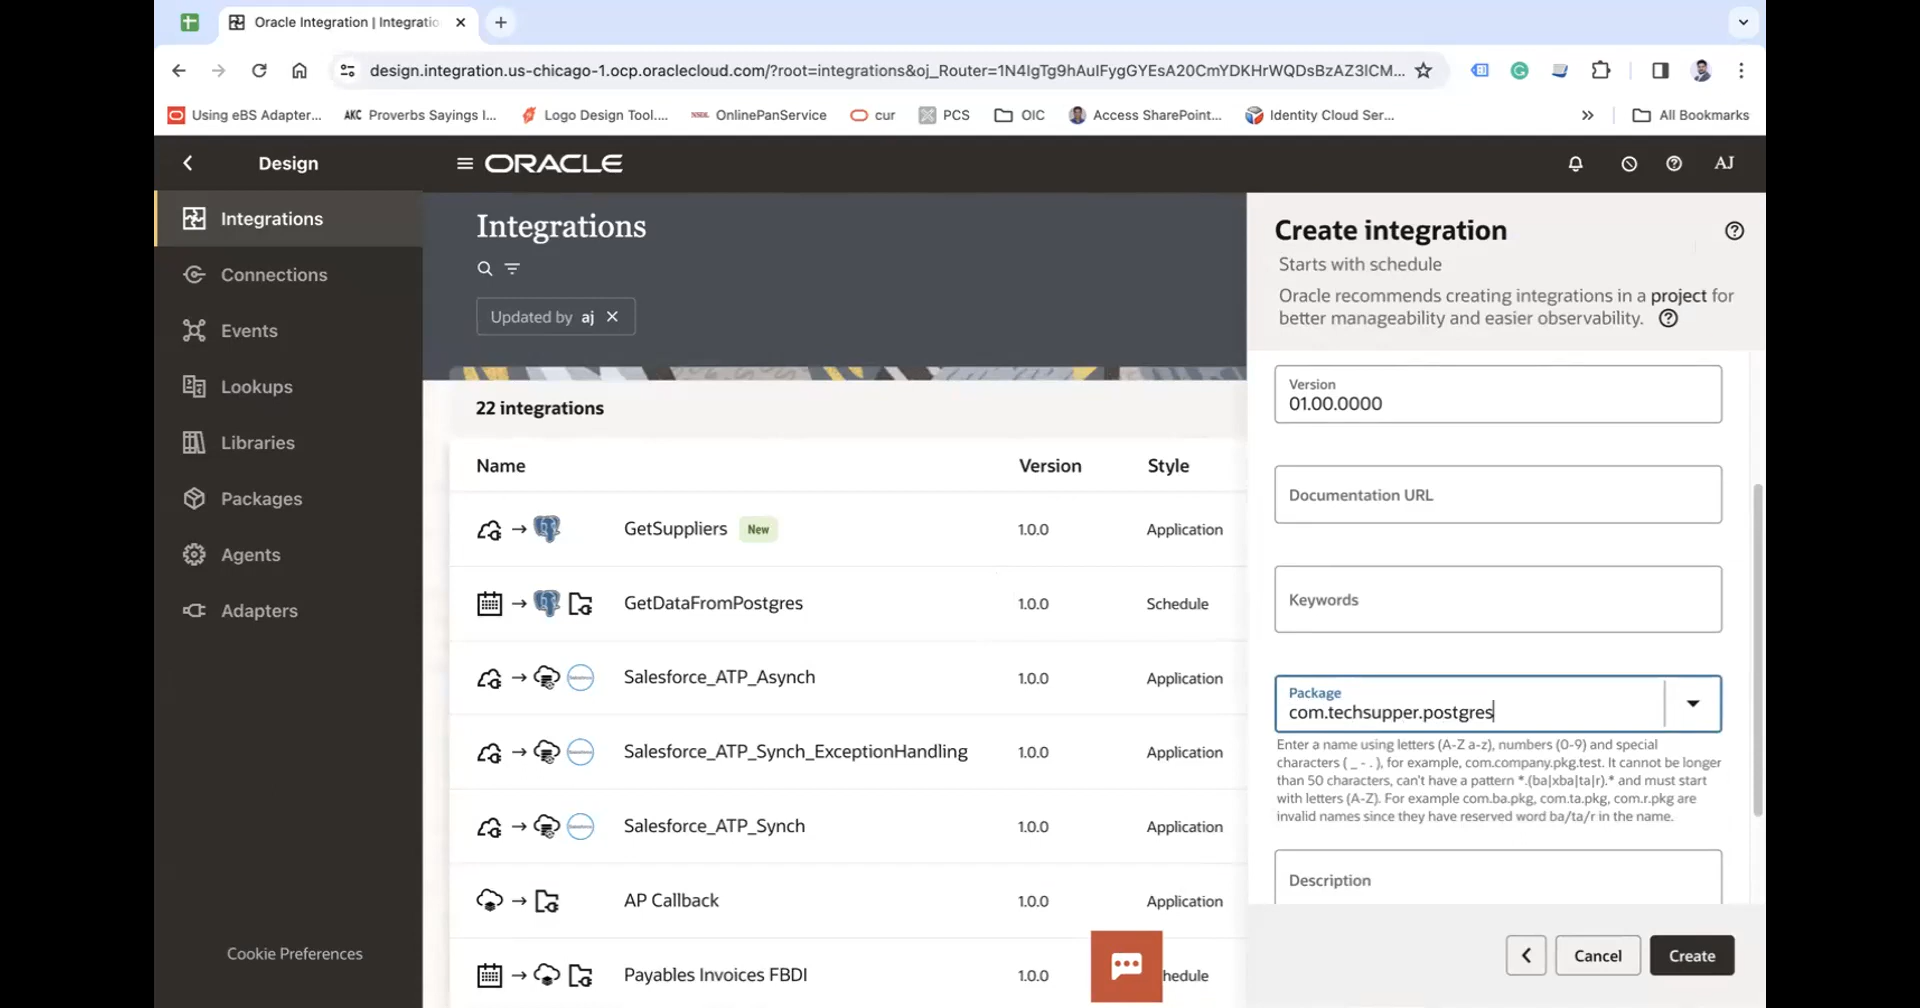 Oracle Integration | Integratio
design.integration.us-chicago-1.ocp.oraclecloud.com/?root=integrations&oj_Router=1N4IgTg9hAuIFygGYEsA20CmYDKHrWQDsBzAZ3ICM...
Using eBS Adapter...
AKC Proverbs Sayings I...
Logo Design Tool....
NSDL OnlinePanService
cur
PCS
OIC
Access SharePoint...
Identity Cloud Ser...
All Bookmarks
Design
ORACLE
AJ
Integrations
Connections
Events
Lookups
Libraries
Packages
Agents
Adapters
Cookie Preferences
Integrations
Updated by aj
22 integrations
Name Version Style
GetSuppliers New 1.0.0 Application
GetDataFromPostgres 1.0.0 Schedule
Salesforce_ATP_Asynch 1.0.0 Application
Salesforce_ATP_Synch_ExceptionHandling 1.0.0 Application
Salesforce_ATP_Synch 1.0.0 Application
AP Callback 1.0.0 Application
Payables Invoices FBDI 1.0.0 hedule
Create integration
Starts with schedule
Oracle recommends creating integrations in a project for
better manageability and easier observability.
Version
01.00.0000
Documentation URL
Keywords
Package
com.techsupper.postgres
Enter a name using letters (A-Z a-z), numbers (0-9) and special
characters ( _ - . ), for example, com.company.pkg.test. It cannot be longer
than 50 characters, can't have a pattern *.(ba|xba|ta|r).* and must start
with letters (A-Z). For example com.ba.pkg, com.ta.pkg, com.r.pkg are
invalid names since they have reserved word ba/ta/r in the name.
Description
Cancel
Create